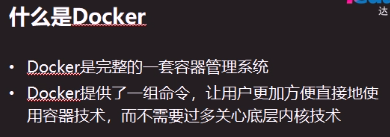 什么是Docker
达
• Docker是完整的一套容器管理系统
• Docker提供了一组命令，让用户更加方便直接地使
用容器技术，而不需要过多关心底层内核技术